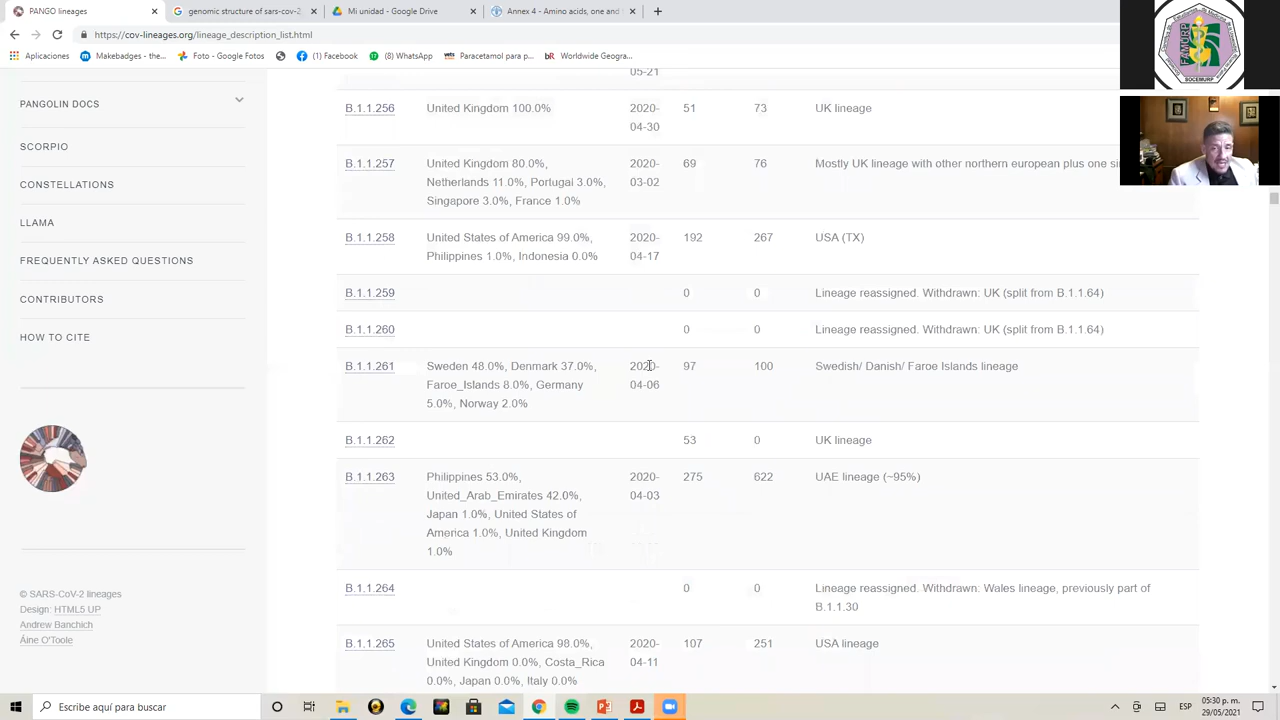 PANGO lineages
genomic structure of sars-cov-2
Mi unidad - Google Drive
Annex 4 - Amino acids, one and
https://cov-lineages.org/lineage_description_list.html
Aplicaciones
Makebadges - the...
Foto - Google Fotos
(1) Facebook
(8) WhatsApp
Paracetamol para p...
Worldwide Geogra...
PANGOLIN DOCS
SCORPIO
CONSTELLATIONS
LLAMA
FREQUENTLY ASKED QUESTIONS
CONTRIBUTORS
HOW TO CITE
© SARS-CoV-2 lineages
Design: HTML5 UP
Andrew Banchich
Áine O'Toole
05-21
B.1.1.256 United Kingdom 100.0% 2020- 51 73 UK lineage
04-30
B.1.1.257 United Kingdom 80.0%, 2020- 69 76 Mostly UK lineage with other northern european plus one
Netherlands 11.0%, Portugal 3.0%, 03-02
Singapore 3.0%, France 1.0%
B.1.1.258 United States of America 99.0%, 2020- 192 267 USA (TX)
Philippines 1.0%, Indonesia 0.0% 04-17
B.1.1.259 0 0 Lineage reassigned. Withdrawn: UK (split from B.1.1.64)
B.1.1.260 0 0 Lineage reassigned. Withdrawn: UK (split from B.1.1.64)
B.1.1.261 Sweden 48.0%, Denmark 37.0%, 2020- 97 100 Swedish/ Danish/ Faroe Islands lineage
Faroe_Islands 8.0%, Germany 04-06
5.0%, Norway 2.0%
B.1.1.262 53 0 UK lineage
B.1.1.263 Philippines 53.0%, 2020- 275 622 UAE lineage (~95%)
United_Arab_Emirates 42.0%, 04-03
Japan 1.0%, United States of
America 1.0%, United Kingdom
1.0%
B.1.1.264 0 0 Lineage reassigned. Withdrawn: Wales lineage, previously part of
B.1.1.30
B.1.1.265 United States of America 98.0%, 2020- 107 251 USA lineage
United Kingdom 0.0%, Costa_Rica 04-11
0.0%, Japan 0.0%, Italy 0.0%
FAMURP
SOCEMURP
Escribe aquí para buscar
ESP
05:30 p. m.
29/05/2021